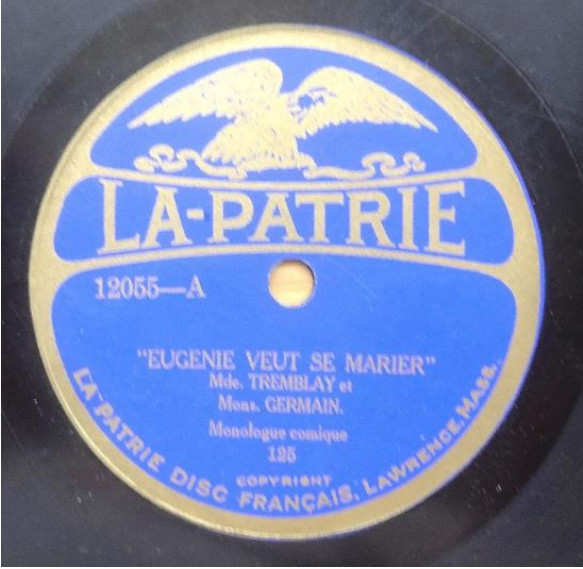 LA-PATRIE
12055—A
"EUGENIE VEUT SE MARIER"
Mde. TREMBLAY et
Mons. GERMAIN.
Monologue comique
125
COPYRIGHT
LA PATRIE DISC FRANÇAIS, LAWRENCE, MASS.